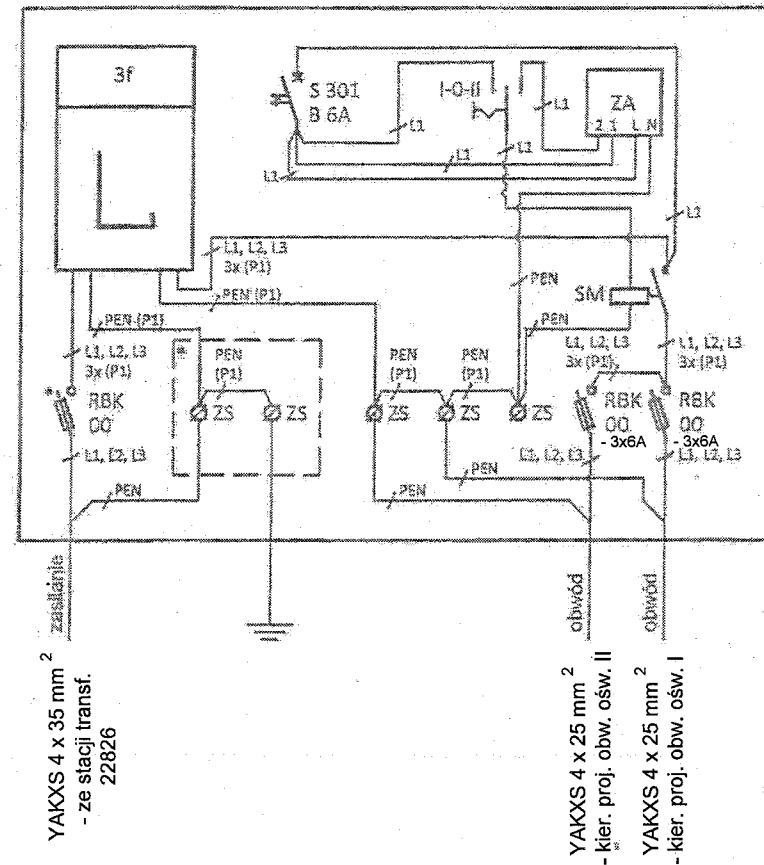 3f
S 301
B 6A
I-0-II
ZA
2 1 L N
L1
L1
L1
L1
L1
L1
L1, L2, L3
3x (P1)
PEN (P1)
PEN (P1)
PEN
SM
PEN
L1, L2, L3
3x (P1)
*
PEN
(P1)
PEN
(P1)
PEN
(P1)
L1, L2, L3
3x (P1)
L1, L2, L3
3x (P1)
*
RBK
00
ZS
ZS
ZS
ZS
ZS
RBK
00
- 3x6A
RBK
00
- 3x6A
L1, L2, L3
L1, L2, L3
L1, L2, L3
PEN
PEN
PEN
zasilanie
obwód
obwód
YAKXS 4 x 35 mm 2
- ze stacji transf.
22826
YAKXS 4 x 25 mm 2
- kier. proj. obw. ośw. II
YAKXS 4 x 25 mm 2
- kier. proj. obw. ośw. I